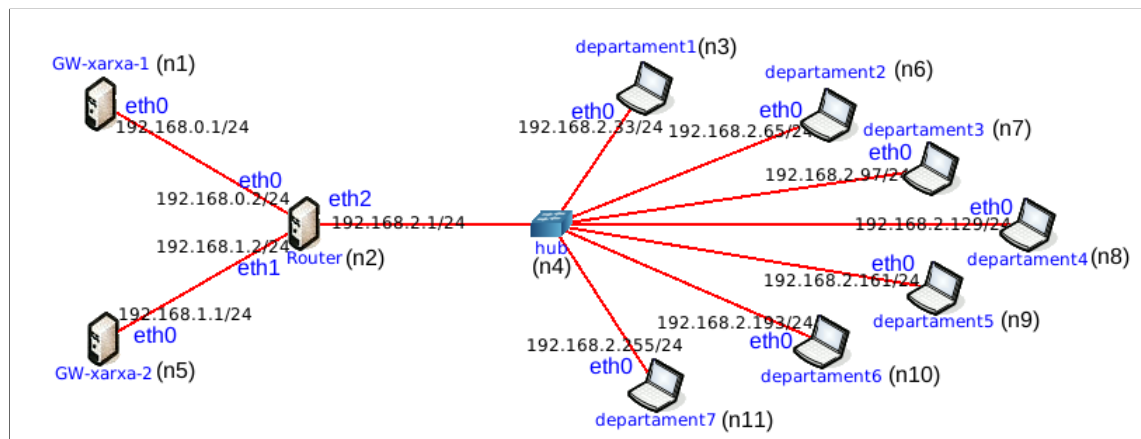 GW-xarxa-1 (n1)
eth0
192.168.0.1/24
eth0
192.168.0.2/24
eth2
192.168.2.1/24
192.168.1.2/24
eth1
Router (n2)
192.168.1.1/24
eth0
GW-xarxa-2 (n5)
hub
(n4)
departament1 (n3)
eth0
192.168.2.33/24
departament2 (n6)
eth0
192.168.2.65/24
departament3 (n7)
eth0
192.168.2.97/24
eth0
192.168.2.129/24
departament4 (n8)
eth0
192.168.2.161/24
departament5 (n9)
192.168.2.193/24
eth0
departament6 (n10)
192.168.2.255/24
eth0
departament7 (n11)